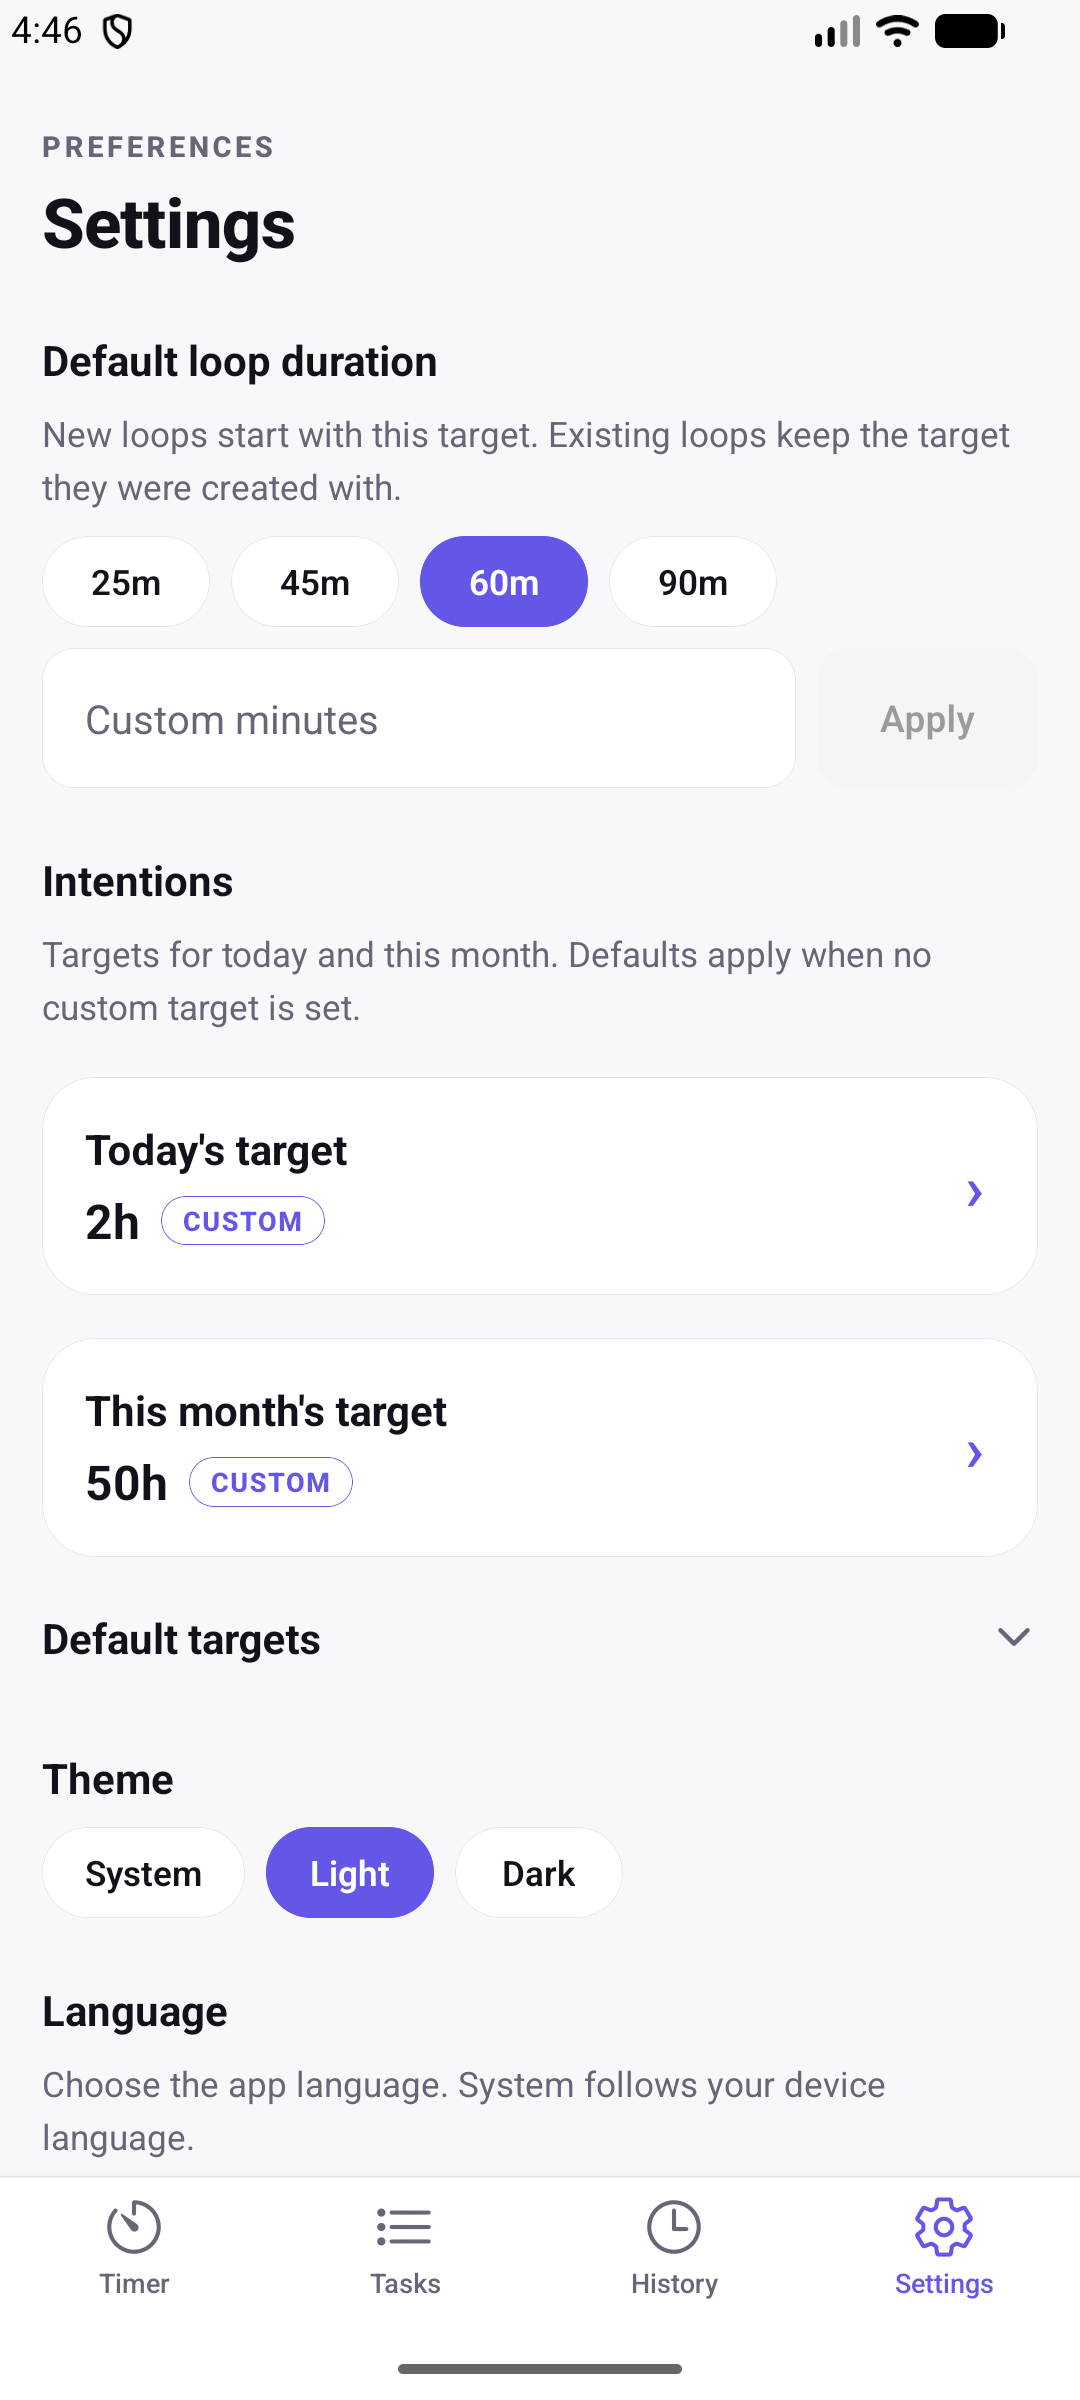 4:46
PREFERENCES
Settings
Default loop duration
New loops start with this target. Existing loops keep the target
they were created with.
25m 45m 60m 90m
Custom minutes Apply
Intentions
Targets for today and this month. Defaults apply when no
custom target is set.
Today's target
2h CUSTOM
This month's target
50h CUSTOM
Default targets
Theme
System Light Dark
Language
Choose the app language. System follows your device
language.
Timer Tasks History Settings